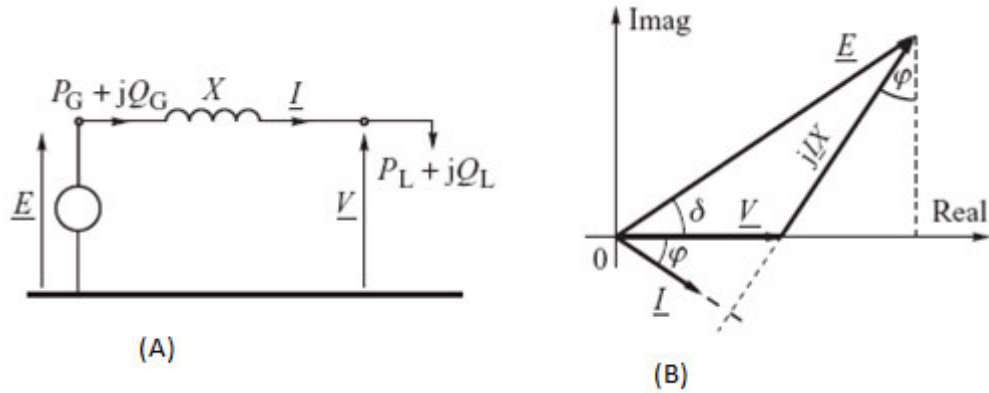 P_G + jQ_G
X
I
P_L + jQ_L
E
V
(A)
Imag
E
φ
jIX
δ
V
Real
0
φ
I
(B)